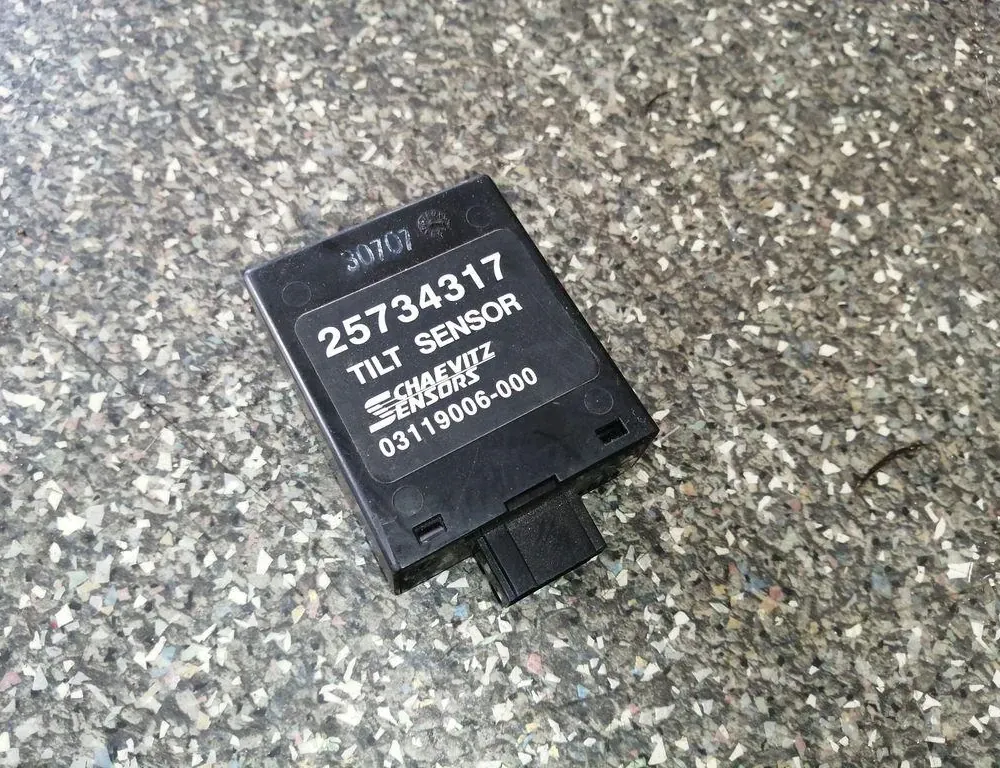 30707
25734317
TILT SENSOR
SCHAEVITZ
SENSORS
03119006-000